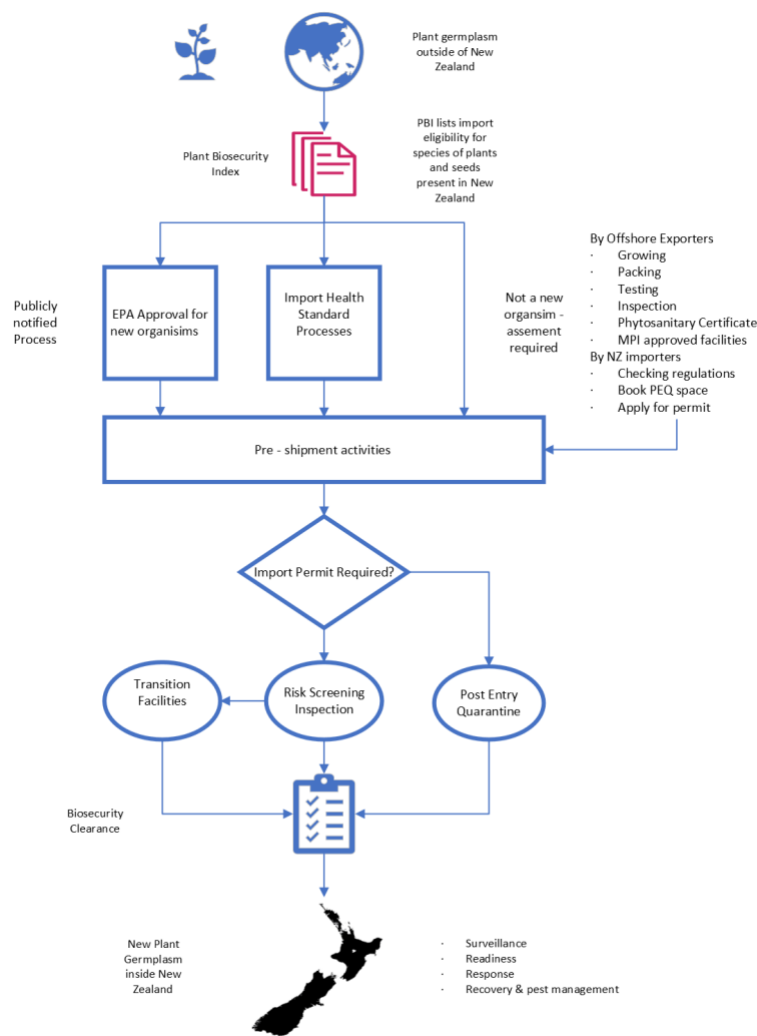 Plant germplasm
outside of New
Zealand
Plant Biosecurity
Index
PBI lists import
eligibility for
species of plants
and seeds
present in New
Zealand
Publicly
notified
Process
EPA Approval for
new organisims
Import Health
Standard
Processes
Not a new
organsim -
assement
required
By Offshore Exporters
· Growing
· Packing
· Testing
· Inspection
· Phytosanitary Certificate
· MPI approved facilities
By NZ importers
· Checking regulations
· Book PEQ space
· Apply for permit
Pre - shipment activities
Import Permit Required?
Transition
Facilities
Risk Screening
Inspection
Post Entry
Quarantine
Biosecurity
Clearance
New Plant
Germplasm
inside New
Zealand
· Surveillance
· Readiness
· Response
· Recovery & pest management